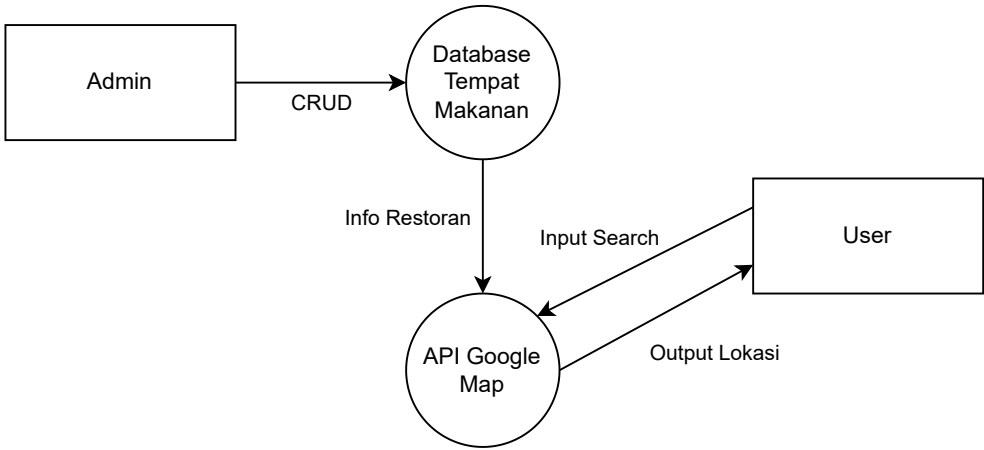 Admin
CRUD
Database
Tempat
Makanan
Info Restoran
Input Search
User
API Google
Map
Output Lokasi